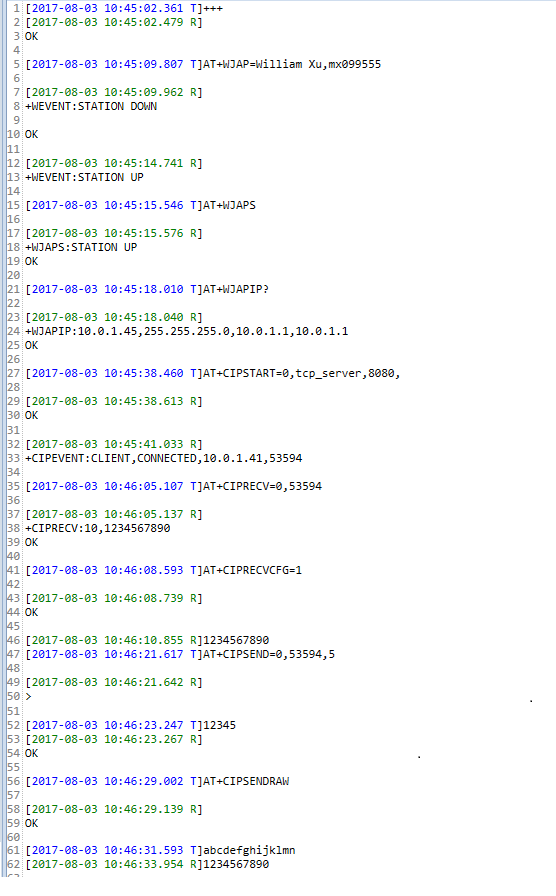 1 [2017-08-03 10:45:02.361 T]+++
2 [2017-08-03 10:45:02.479 R]
3 OK
4
5 [2017-08-03 10:45:09.807 T]AT+WJAP=William Xu,mx099555
6
7 [2017-08-03 10:45:09.962 R]
8 +WEVENT:STATION DOWN
9
10 OK
11
12 [2017-08-03 10:45:14.741 R]
13 +WEVENT:STATION UP
14
15 [2017-08-03 10:45:15.546 T]AT+WJAPS
16
17 [2017-08-03 10:45:15.576 R]
18 +WJAPS:STATION UP
19 OK
20
21 [2017-08-03 10:45:18.010 T]AT+WJAPIP?
22
23 [2017-08-03 10:45:18.040 R]
24 +WJAPIP:10.0.1.45,255.255.255.0,10.0.1.1,10.0.1.1
25 OK
26
27 [2017-08-03 10:45:38.460 T]AT+CIPSTART=0,tcp_server,8080,
28
29 [2017-08-03 10:45:38.613 R]
30 OK
31
32 [2017-08-03 10:45:41.033 R]
33 +CIPEVENT:CLIENT,CONNECTED,10.0.1.41,53594
34
35 [2017-08-03 10:46:05.107 T]AT+CIPRECV=0,53594
36
37 [2017-08-03 10:46:05.137 R]
38 +CIPRECV:10,1234567890
39 OK
40
41 [2017-08-03 10:46:08.593 T]AT+CIPRECVCFG=1
42
43 [2017-08-03 10:46:08.739 R]
44 OK
45
46 [2017-08-03 10:46:10.855 R]1234567890
47 [2017-08-03 10:46:21.617 T]AT+CIPSEND=0,53594,5
48
49 [2017-08-03 10:46:21.642 R]
50 >
51
52 [2017-08-03 10:46:23.247 T]12345
53 [2017-08-03 10:46:23.267 R]
54 OK
55
56 [2017-08-03 10:46:29.002 T]AT+CIPSENDRAW
57
58 [2017-08-03 10:46:29.139 R]
59 OK
60
61 [2017-08-03 10:46:31.593 T]abcdefghijklmn
62 [2017-08-03 10:46:33.954 R]1234567890